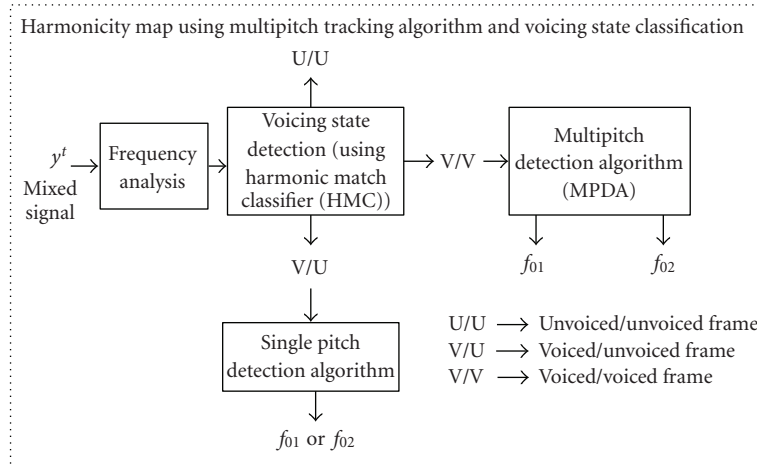 Harmonicity map using multipitch tracking algorithm and voicing state classification
U/U
y^t
Mixed
signal
Frequency
analysis
Voicing state
detection (using
harmonic match
classifier (HMC))
V/V
Multipitch
detection algorithm
(MPDA)
f01
f02
V/U
Single pitch
detection algorithm
f01 or f02
U/U → Unvoiced/unvoiced frame
V/U → Voiced/unvoiced frame
V/V → Voiced/voiced frame